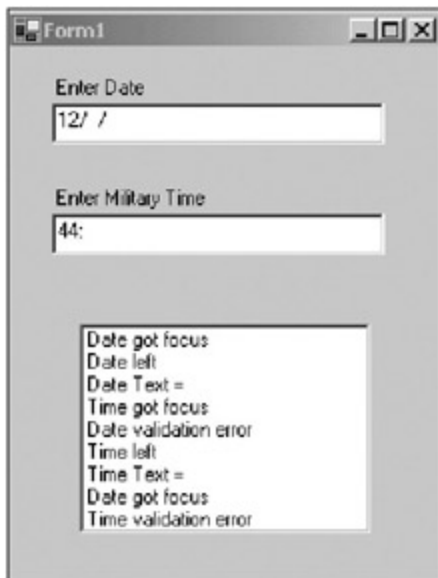 Form1
Enter Date
12/ /
Enter Military Time
44:
Date got focus
Date left
Date Text =
Time got focus
Date validation error
Time left
Time Text =
Date got focus
Time validation error